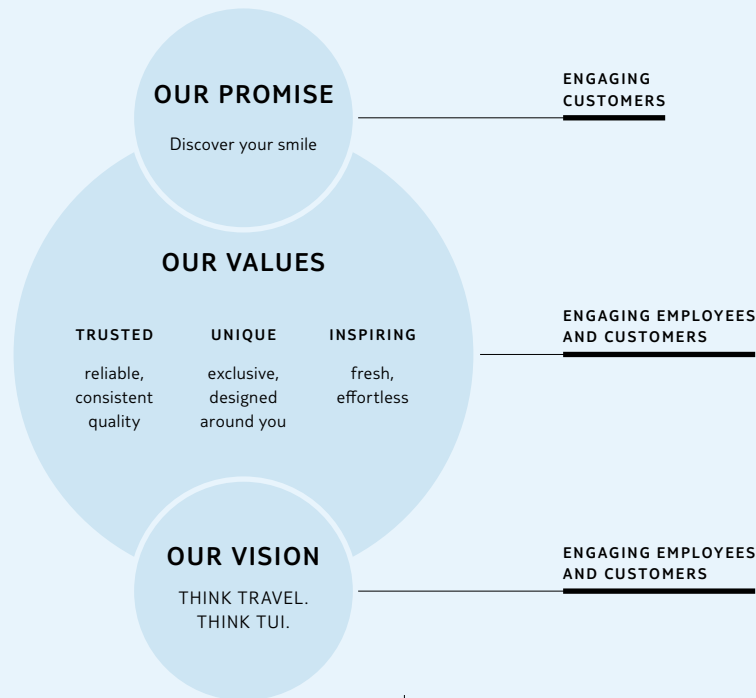 OUR PROMISE
Discover your smile
ENGAGING
CUSTOMERS
OUR VALUES
TRUSTED
reliable,
consistent
quality
UNIQUE
exclusive,
designed
around you
INSPIRING
fresh,
effortless
ENGAGING EMPLOYEES
AND CUSTOMERS
OUR VISION
THINK TRAVEL.
THINK TUI.
ENGAGING EMPLOYEES
AND CUSTOMERS